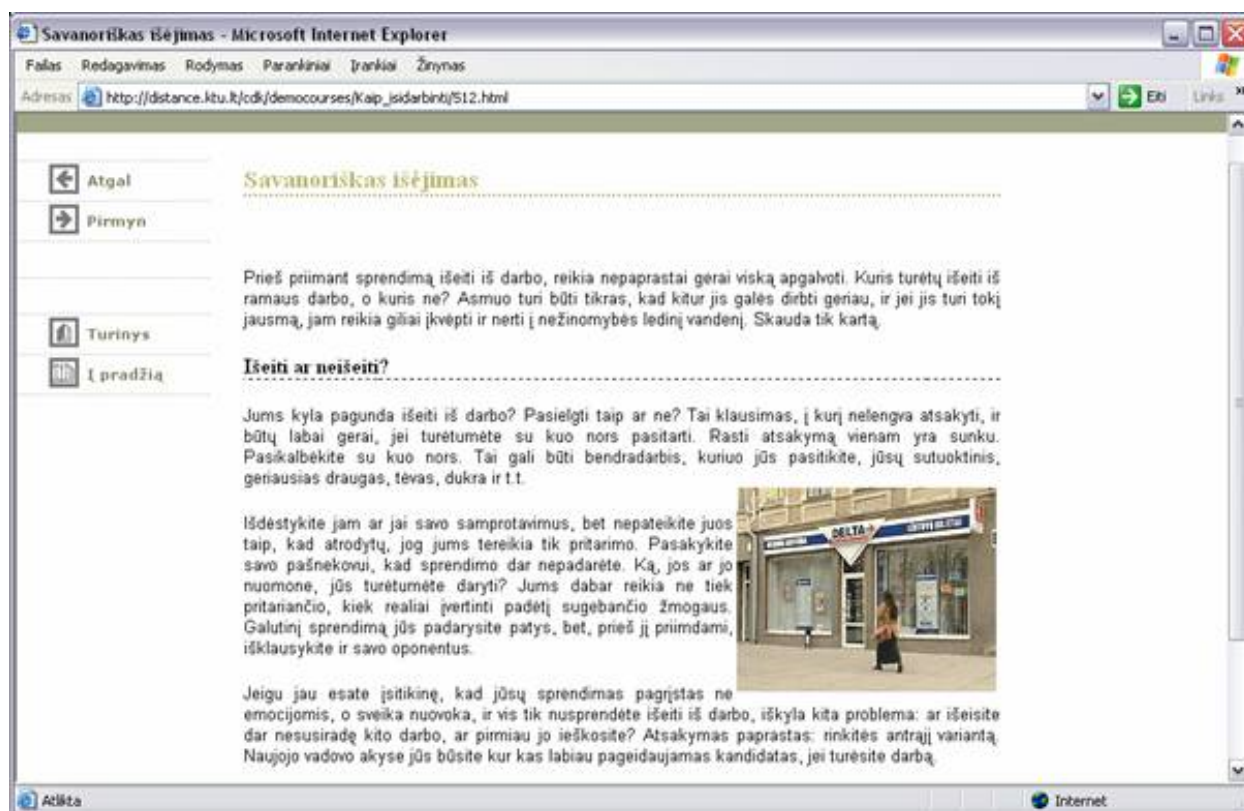 Savanoriškas išėjimas - Microsoft Internet Explorer
Failas Redagavimas Rodymas Parankiniai Įrankiai Žinynas
Adresas http://distance.ktu.lt/cdk/democourses/Kaip_isidarbinti/512.html Eiti Links »
Atgal
Pirmyn
Turinys
Į pradžią
Savanoriškas išėjimas
Prieš priimant sprendimą išeiti iš darbo, reikia nepaprastai gerai viską apgalvoti. Kuris turėtų išeiti iš
ramaus darbo, o kuris ne? Asmuo turi būti tikras, kad kitur jis galės dirbti geriau, ir jei jis turi tokį
jausmą, jam reikia giliai įkvėpti ir nerti į nežinomybės ledinį vandenį. Skauda tik kartą.
Išeiti ar neišeiti?
Jums kyla pagunda išeiti iš darbo? Pasielgti taip ar ne? Tai klausimas, į kurį nelengva atsakyti, ir
būtų labai gerai, jei turėtumėte su kuo nors pasitarti. Rasti atsakymą vienam yra sunku.
Pasikalbėkite su kuo nors. Tai gali būti bendradarbis, kuriuo jūs pasitikite, jūsų sutuoktinis,
geriausias draugas, tėvas, dukra ir t.t.
Išdėstykite jam ar jai savo samprotavimus, bet nepateikite juos
taip, kad atrodytų, jog jums tereikia tik pritarimo. Pasakykite
savo pašnekovui, kad sprendimo dar nepadarėte. Ką, jos ar jo
nuomone, jūs turėtumėte daryti? Jums dabar reikia ne tiek
pritariančio, kiek realiai įvertinti padėtį sugebančio žmogaus.
Galutinį sprendimą jūs padarysite patys, bet, prieš jį priimdami,
išklausykite ir savo oponentus.
DELTA
Jeigu jau esate įsitikinę, kad jūsų sprendimas pagrįstas ne
emocijomis, o sveika nuovoka, ir vis tik nusprendėte išeiti iš darbo, iškyla kita problema: ar išeisite
dar nesusiradę kito darbo, ar pirmiau jo ieškosite? Atsakymas paprastas: rinkitės antrąjį variantą.
Naujojo vadovo akyse jūs būsite kur kas labiau pageidaujamas kandidatas, jei turėsite darbą.
Atlikta Internet